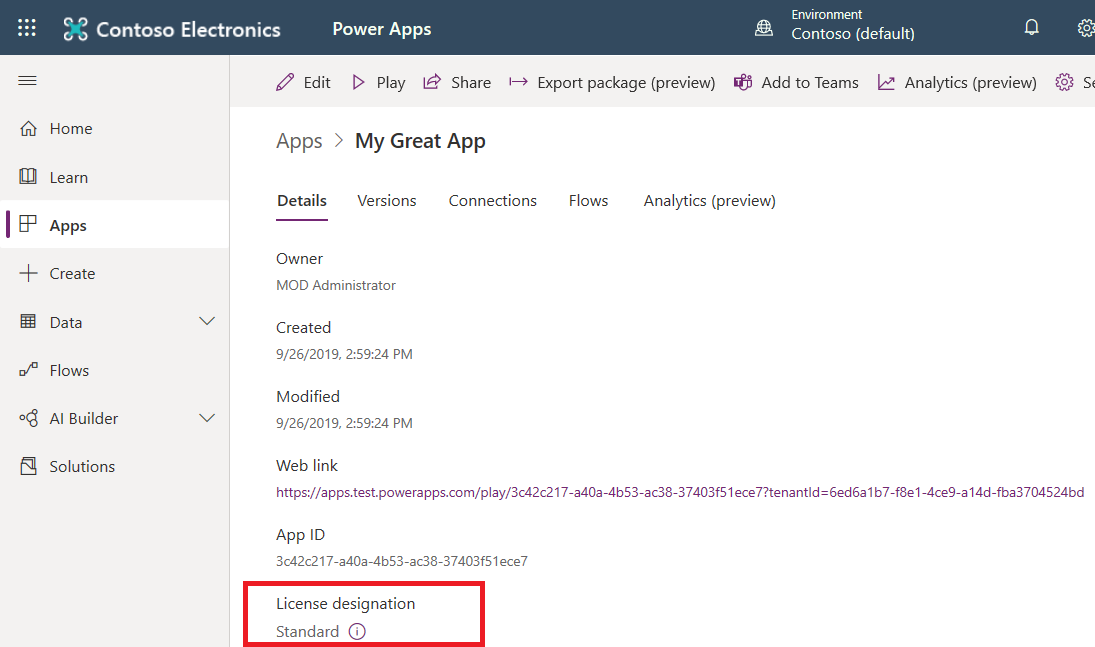 Contoso Electronics
Power Apps
Environment
Contoso (default)
Edit
Play
Share
Export package (preview)
Add to Teams
Analytics (preview)
Home
Learn
Apps
Create
Data
Flows
AI Builder
Solutions
Apps > My Great App
Details
Versions
Connections
Flows
Analytics (preview)
Owner
MOD Administrator
Created
9/26/2019, 2:59:24 PM
Modified
9/26/2019, 2:59:24 PM
Web link
https://apps.test.powerapps.com/play/3c42c217-a40a-4b53-ac38-37403f51ece7?tenantId=6ed6a1b7-f8e1-4ce9-a14d-fba3704524bd
App ID
3c42c217-a40a-4b53-ac38-37403f51ece7
License designation
Standard